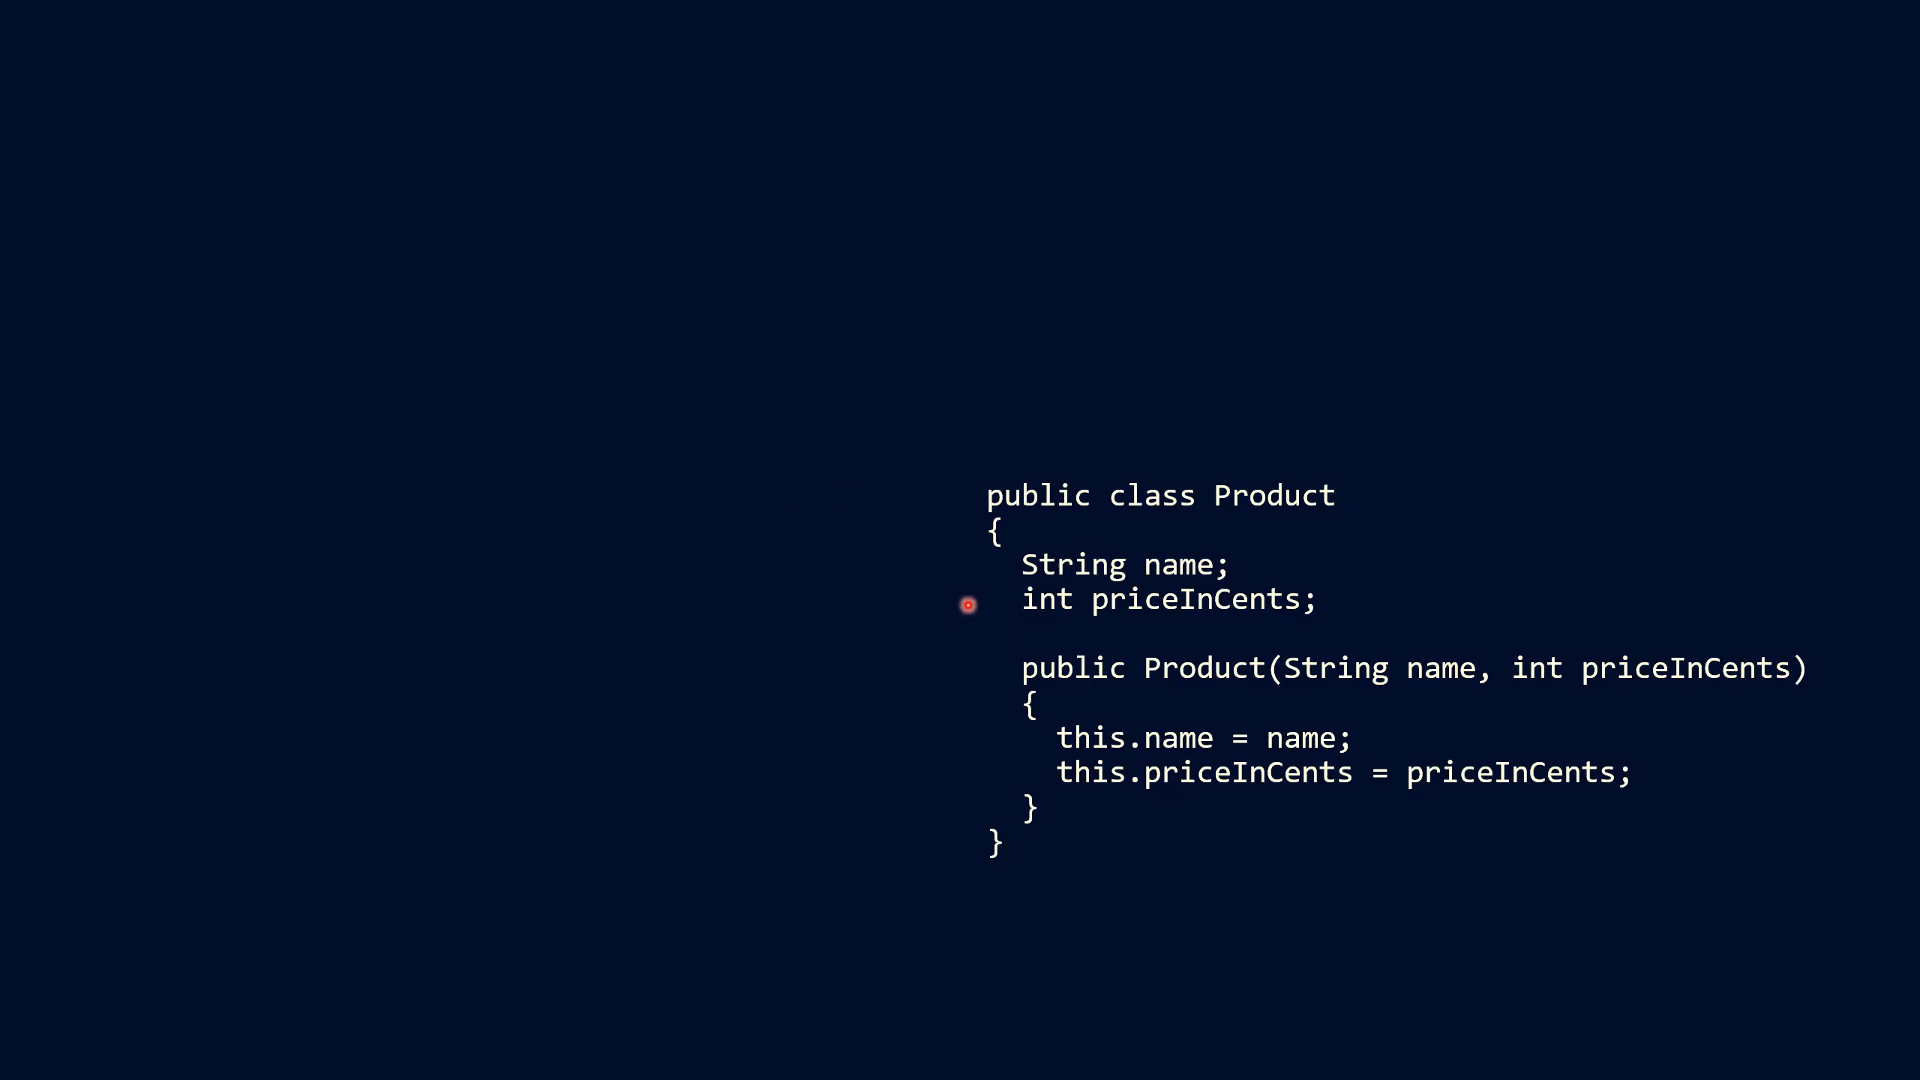 public class Product
{
  String name;
  int priceInCents;

  public Product(String name, int priceInCents)
  {
    this.name = name;
    this.priceInCents = priceInCents;
  }
}